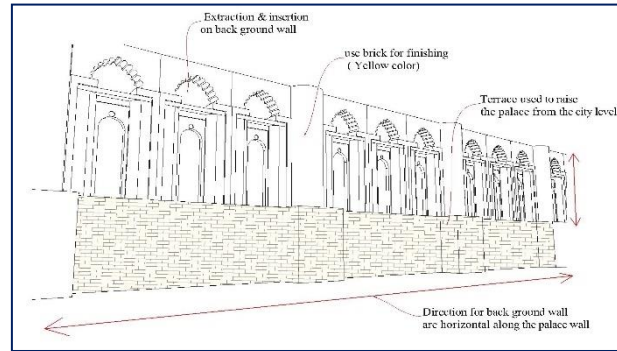 Extraction & insertion
on back ground wall
use brick for finishing
( Yellow color)
Terrace used to raise
the palace from the city level
Direction for back ground wall
are horizontal along the palace wall